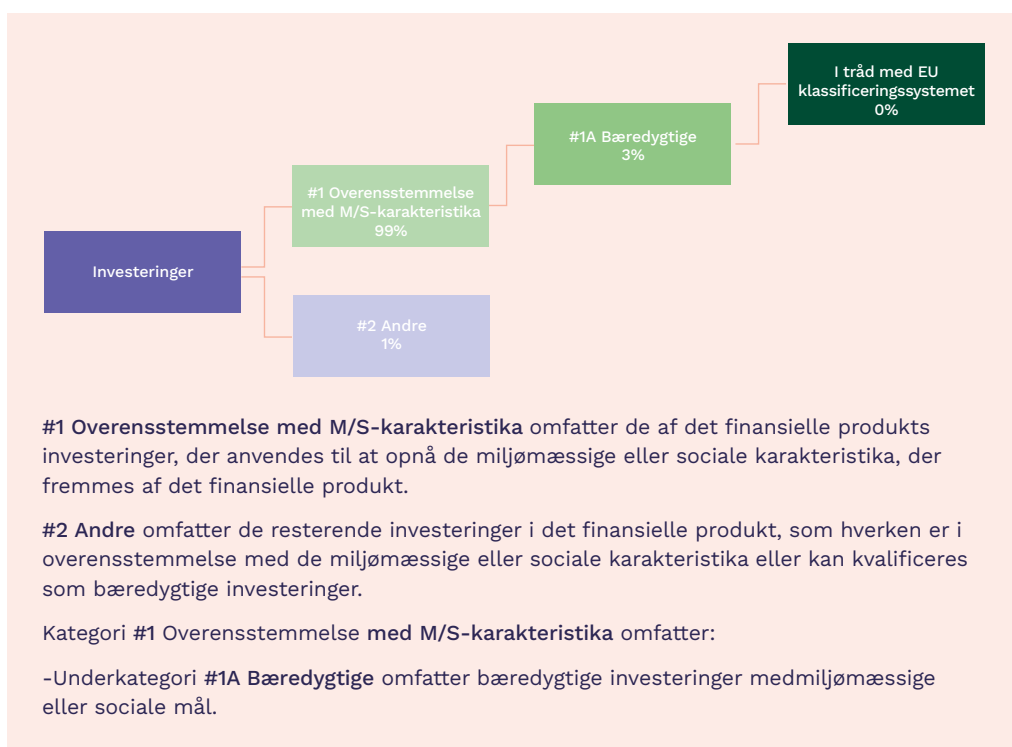 I tråd med EU
klassificeringssystemet
0%
#1A Bæredygtige
3%
#1 Overensstemmelse
med M/S-karakteristika
99%
Investeringer
#2 Andre
1%
#1 Overensstemmelse med M/S-karakteristika omfatter de af det finansielle produkts
investeringer, der anvendes til at opnå de miljømæssige eller sociale karakteristika, der
fremmes af det finansielle produkt.
#2 Andre omfatter de resterende investeringer i det finansielle produkt, som hverken er i
overensstemmelse med de miljømæssige eller sociale karakteristika eller kan kvalificeres
som bæredygtige investeringer.
Kategori #1 Overensstemmelse med M/S-karakteristika omfatter:
-Underkategori #1A Bæredygtige omfatter bæredygtige investeringer medmiljømæssige
eller sociale mål.